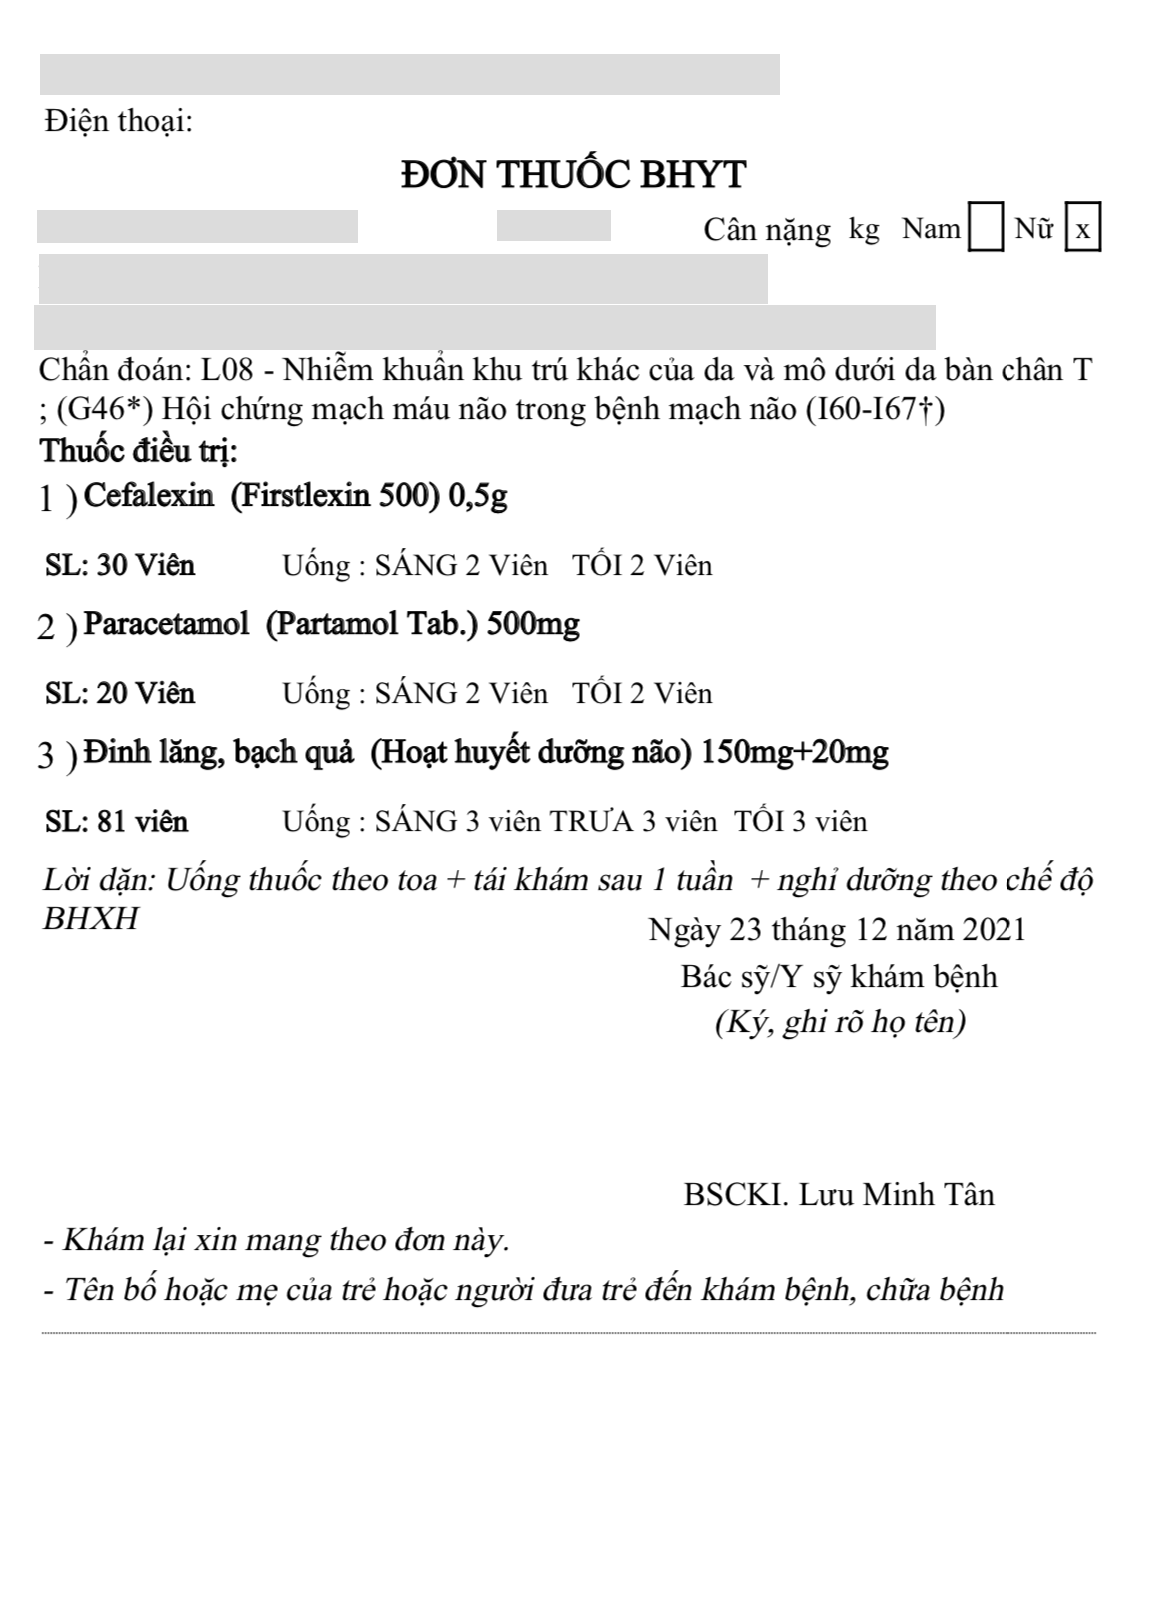 Điện thoại:
ĐƠN THUỐC BHYT
Cân nặng kg Nam Nữ x
Chẩn đoán: L08 - Nhiễm khuẩn khu trú khác của da và mô dưới da bàn chân T
; (G46*) Hội chứng mạch máu não trong bệnh mạch não (I60-I67†)
Thuốc điều trị:
1 ) Cefalexin (Firstlexin 500) 0,5g
SL: 30 Viên Uống : SÁNG 2 Viên TỐI 2 Viên
2 ) Paracetamol (Partamol Tab.) 500mg
SL: 20 Viên Uống : SÁNG 2 Viên TỐI 2 Viên
3 ) Đinh lăng, bạch quả (Hoạt huyết dưỡng não) 150mg+20mg
SL: 81 viên Uống : SÁNG 3 viên TRƯA 3 viên TỐI 3 viên
Lời dặn: Uống thuốc theo toa + tái khám sau 1 tuần + nghỉ dưỡng theo chế độ
BHXH
Ngày 23 tháng 12 năm 2021
Bác sỹ/Y sỹ khám bệnh
(Ký, ghi rõ họ tên)
BSCKI. Lưu Minh Tân
- Khám lại xin mang theo đơn này.
- Tên bố hoặc mẹ của trẻ hoặc người đưa trẻ đến khám bệnh, chữa bệnh